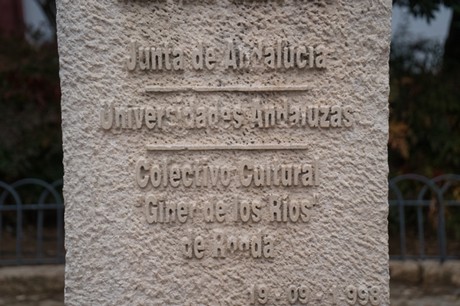 Junta de Andalucía
Universidades Andaluzas
Colectivo Cultural
"Giner de los Ríos"
de Ronda
19-09-1998